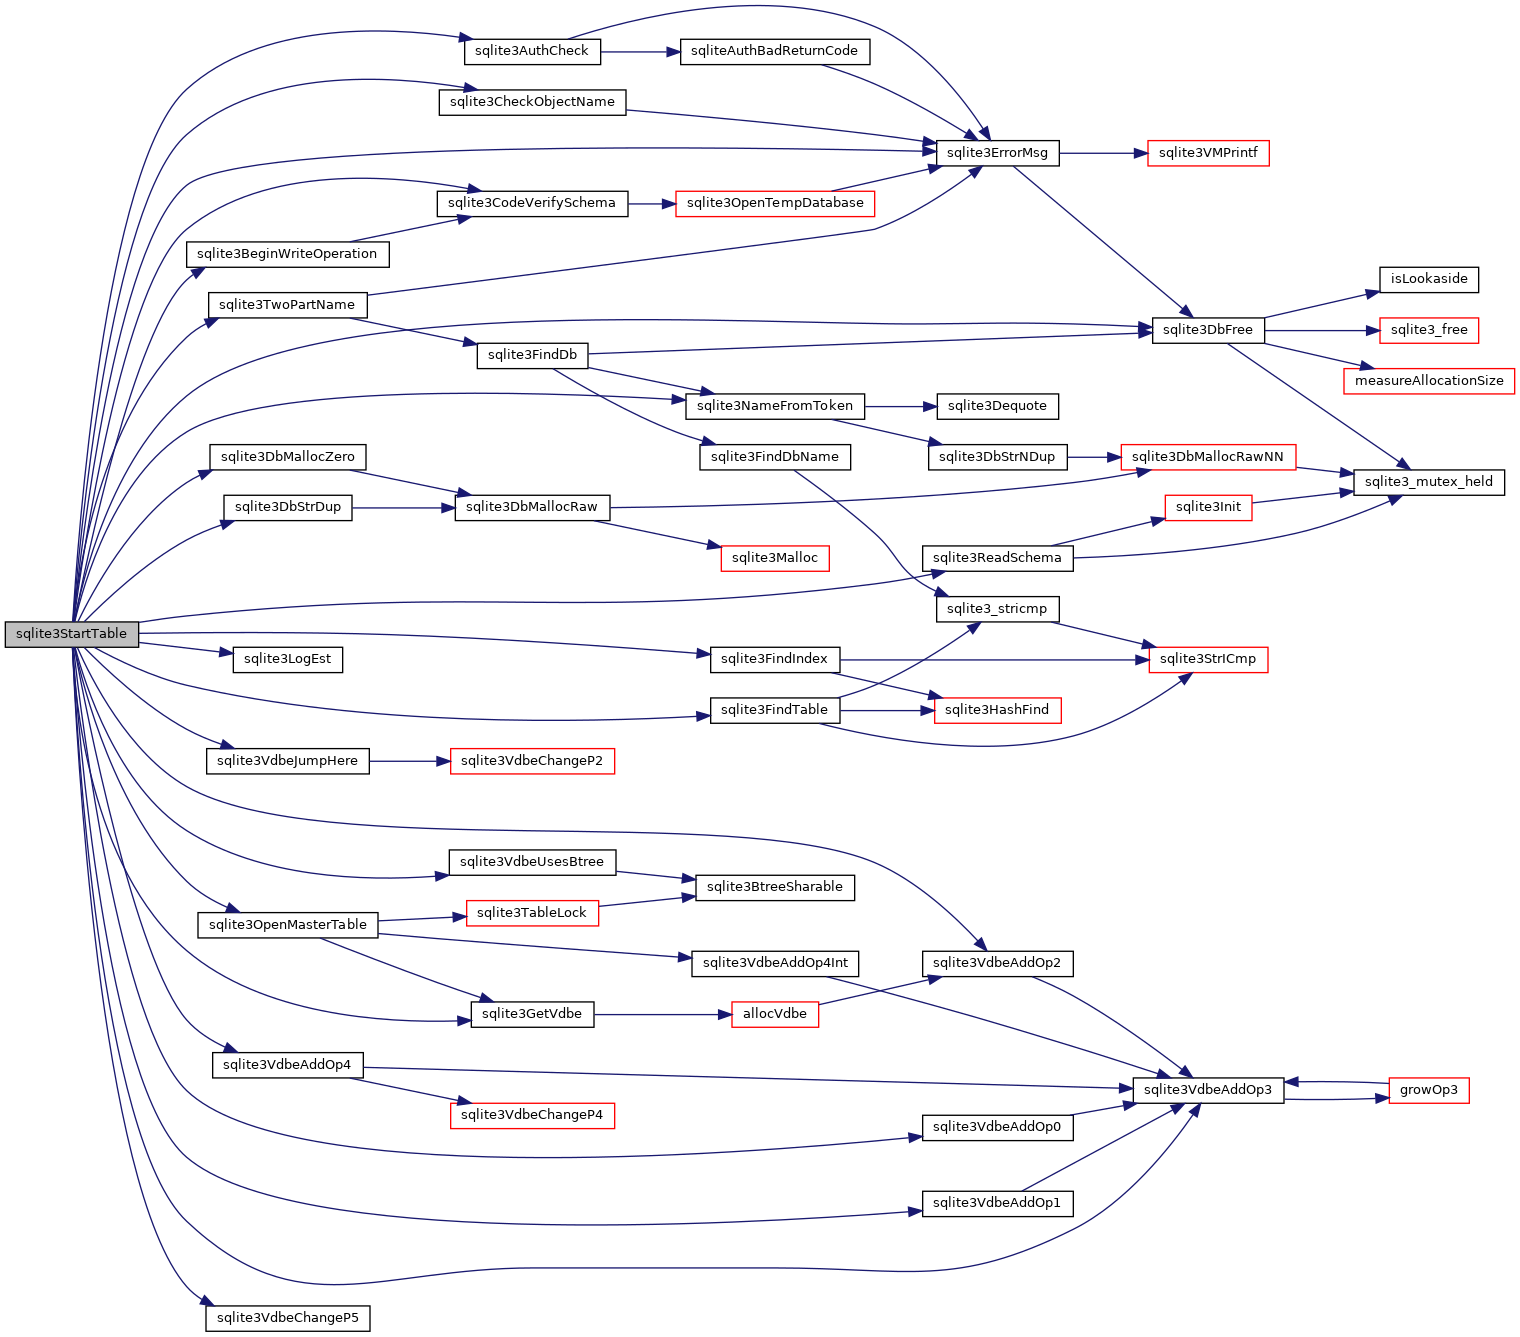 sqlite3AuthCheck
sqliteAuthBadReturnCode
sqlite3CheckObjectName
sqlite3ErrorMsg
sqlite3VMPrintf
sqlite3CodeVerifySchema
sqlite3OpenTempDatabase
sqlite3BeginWriteOperation
isLookaside
sqlite3TwoPartName
sqlite3DbFree
sqlite3_free
sqlite3FindDb
measureAllocationSize
sqlite3NameFromToken
sqlite3Dequote
sqlite3DbMallocZero
sqlite3FindDbName
sqlite3DbStrNDup
sqlite3DbMallocRawNN
sqlite3_mutex_held
sqlite3DbStrDup
sqlite3DbMallocRaw
sqlite3Init
sqlite3Malloc
sqlite3ReadSchema
sqlite3_stricmp
sqlite3StartTable
sqlite3LogEst
sqlite3FindIndex
sqlite3StrICmp
sqlite3FindTable
sqlite3HashFind
sqlite3VdbeJumpHere
sqlite3VdbeChangeP2
sqlite3VdbeUsesBtree
sqlite3BtreeSharable
sqlite3TableLock
sqlite3OpenMasterTable
sqlite3VdbeAddOp4Int
sqlite3VdbeAddOp2
sqlite3GetVdbe
allocVdbe
sqlite3VdbeAddOp4
sqlite3VdbeAddOp3
growOp3
sqlite3VdbeChangeP4
sqlite3VdbeAddOp0
sqlite3VdbeAddOp1
sqlite3VdbeChangeP5